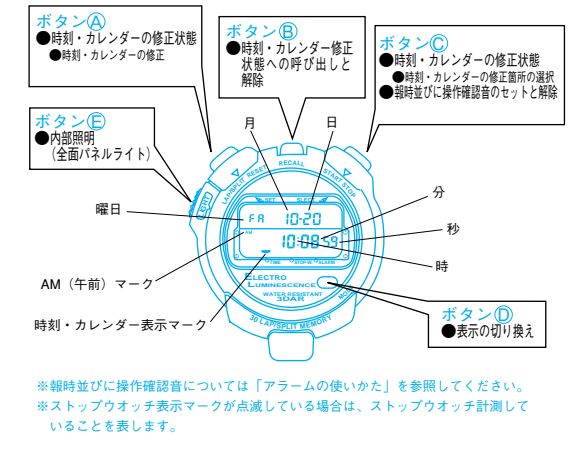 ボタンⒶ
●時刻・カレンダーの修正状態
●時刻・カレンダーの修正
ボタンⒷ
●時刻・カレンダー修正
状態への呼び出しと
解除
ボタンⒸ
●時刻・カレンダーの修正状態
●時刻・カレンダーの修正箇所の選択
●報時並びに操作確認音のセットと解除
ボタンⒺ
●内部照明
（全面パネルライト）
月
日
分
秒
時
曜日
AM（午前）マーク
時刻・カレンダー表示マーク
LAP/SPLIT RESET
RECALL
START STOP
LIGHT
SET
SLECT
FR 10-20
AM
10:08 59
TIME
STOP-W.
ALARM
ELECTRO
LUMINESCENCE
WATER RESISTANT
3BAR
MODE
30 LAP/SPLIT MEMORY
ボタンⒹ
●表示の切り換え
※報時並びに操作確認音については「アラームの使いかた」を参照してください。
※ストップウオッチ表示マークが点滅している場合は、ストップウオッチ計測して
いることを表します。